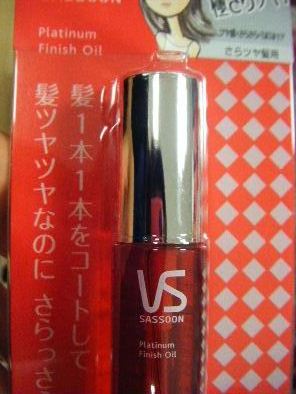 SASSOON
Platinum
Finish Oil
さらツヤ髪用
髪1本1本をコートして
髪ツヤツヤなのに さらっさ
VS
SASSOON
Platinum
Finish Oil